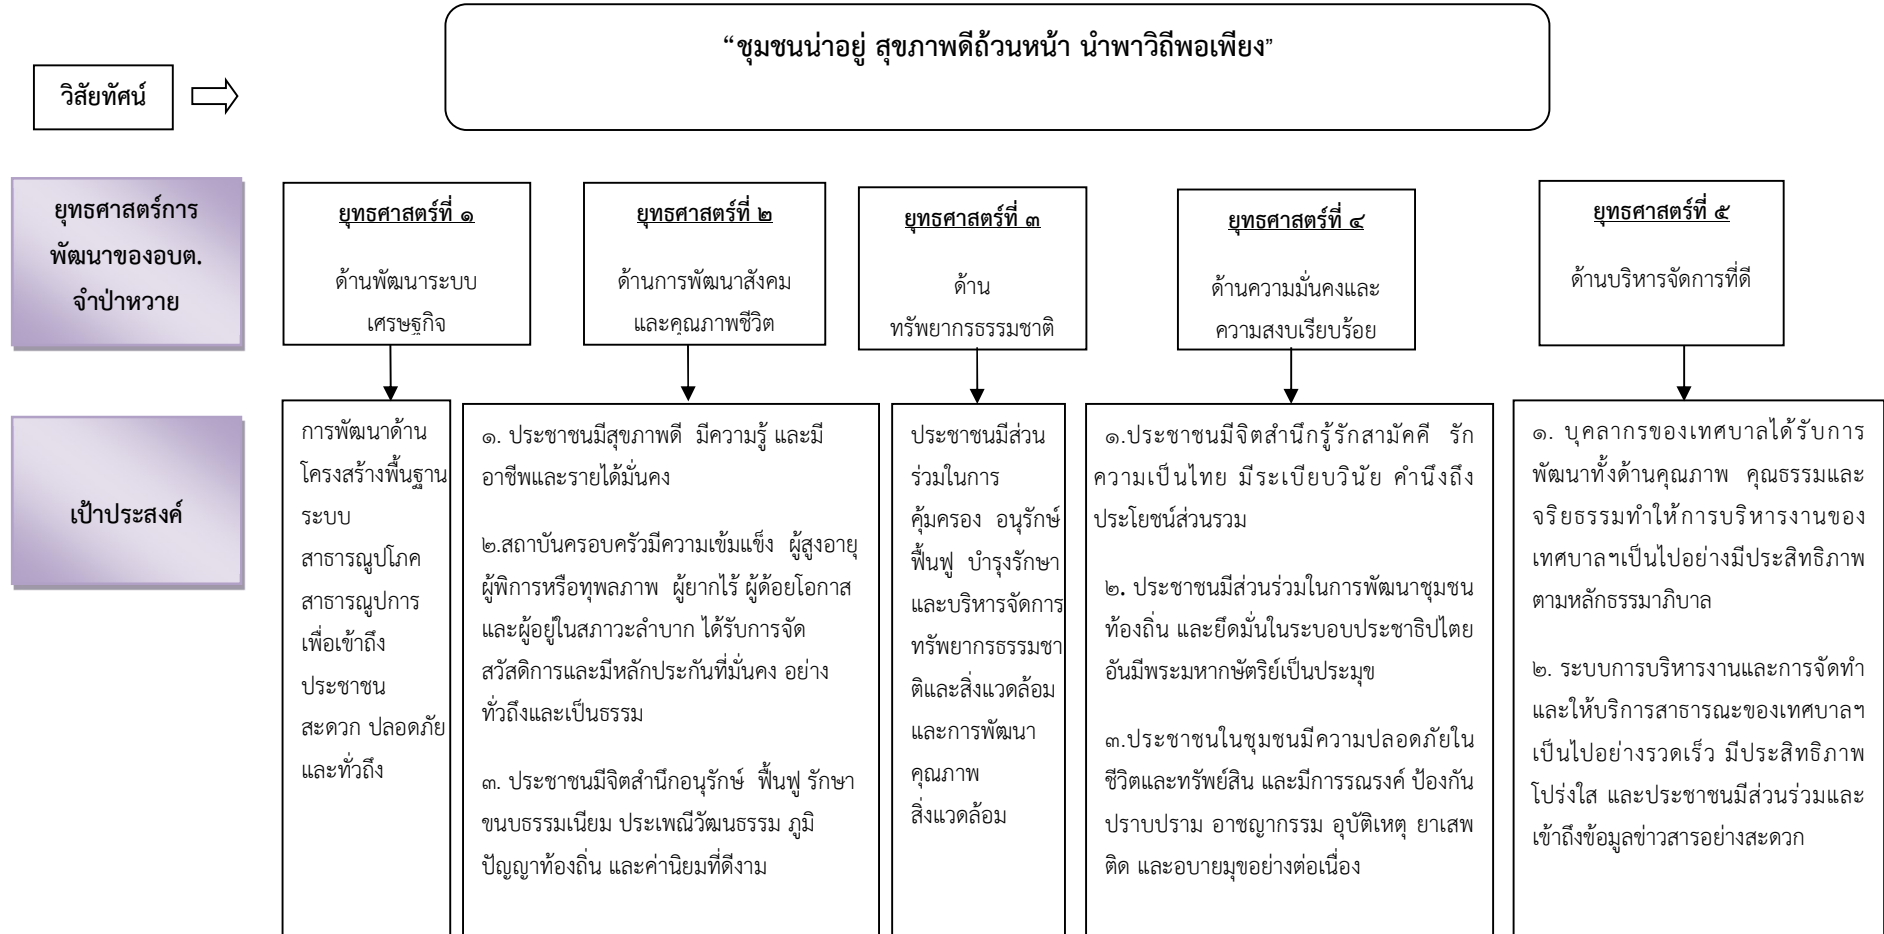 “ชุมชนน่าอยู่ สุขภาพดีถ้วนหน้า นำพาวิถีพอเพียง”
วิสัยทัศน์
ยุทธศาสตร์การ
พัฒนาของอบต.
จำป่าหวาย
ยุทธศาสตร์ที่ ๑
ด้านพัฒนาระบบ
เศรษฐกิจ
ยุทธศาสตร์ที่ ๒
ด้านการพัฒนาสังคม
และคุณภาพชีวิต
ยุทธศาสตร์ที่ ๓
ด้าน
ทรัพยากรธรรมชาติ
ยุทธศาสตร์ที่ ๔
ด้านความมั่นคงและ
ความสงบเรียบร้อย
ยุทธศาสตร์ที่ ๕
ด้านบริหารจัดการที่ดี
เป้าประสงค์
การพัฒนาด้าน
โครงสร้างพื้นฐาน
ระบบ
สาธารณูปโภค
สาธารณูปการ
เพื่อเข้าถึง
ประชาชน
สะดวก ปลอดภัย
และทั่วถึง
๑. ประชาชนมีสุขภาพดี มีความรู้ และมี
อาชีพและรายได้มั่นคง
๒.สถาบันครอบครัวมีความเข้มแข็ง ผู้สูงอายุ
ผู้พิการหรือทุพลภาพ ผู้ยากไร้ ผู้ด้อยโอกาส
และผู้อยู่ในสภาวะลำบาก ได้รับการจัด
สวัสดิการและมีหลักประกันที่มั่นคง อย่าง
ทั่วถึงและเป็นธรรม
๓. ประชาชนมีจิตสำนึกอนุรักษ์ ฟื้นฟู รักษา
ขนบธรรมเนียม ประเพณีวัฒนธรรม ภูมิ
ปัญญาท้องถิ่น และค่านิยมที่ดีงาม
ประชาชนมีส่วน
ร่วมในการ
คุ้มครอง อนุรักษ์
ฟื้นฟู บำรุงรักษา
และบริหารจัดการ
ทรัพยากรธรรมชา
ติและสิ่งแวดล้อม
และการพัฒนา
คุณภาพ
สิ่งแวดล้อม
๑.ประชาชนมีจิตสำนึกรู้รักสามัคคี รัก
ความเป็นไทย มีระเบียบวินัย คำนึงถึง
ประโยชน์ส่วนรวม
๒. ประชาชนมีส่วนร่วมในการพัฒนาชุมชน
ท้องถิ่น และยึดมั่นในระบอบประชาธิปไตย
อันมีพระมหากษัตริย์เป็นประมุข
๓.ประชาชนในชุมชนมีความปลอดภัยใน
ชีวิตและทรัพย์สิน และมีการรณรงค์ ป้องกัน
ปราบปราม อาชญากรรม อุบัติเหตุ ยาเสพ
ติด และอบายมุขอย่างต่อเนื่อง
๑. บุคลากรของเทศบาลได้รับการ
พัฒนาทั้งด้านคุณภาพ คุณธรรมและ
จริยธรรมทำให้การบริหารงานของ
เทศบาลฯเป็นไปอย่างมีประสิทธิภาพ
ตามหลักธรรมาภิบาล
๒. ระบบการบริหารงานและการจัดทำ
และให้บริการสาธารณะของเทศบาลฯ
เป็นไปอย่างรวดเร็ว มีประสิทธิภาพ
โปร่งใส และประชาชนมีส่วนร่วมและ
เข้าถึงข้อมูลข่าวสารอย่างสะดวก